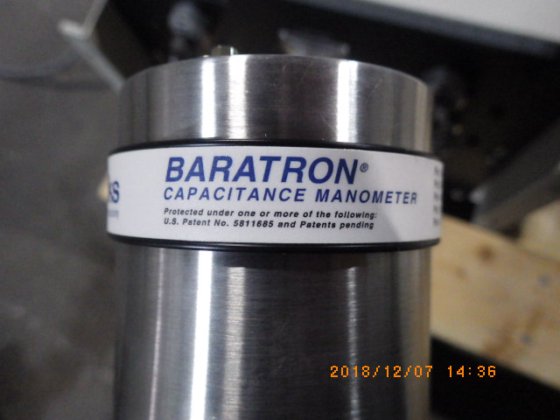 BARATRON®
CAPACITANCE MANOMETER
Protected under one or more of the following:
U.S. Patent No. 5811685 and Patents pending
2018/12/07 14:36